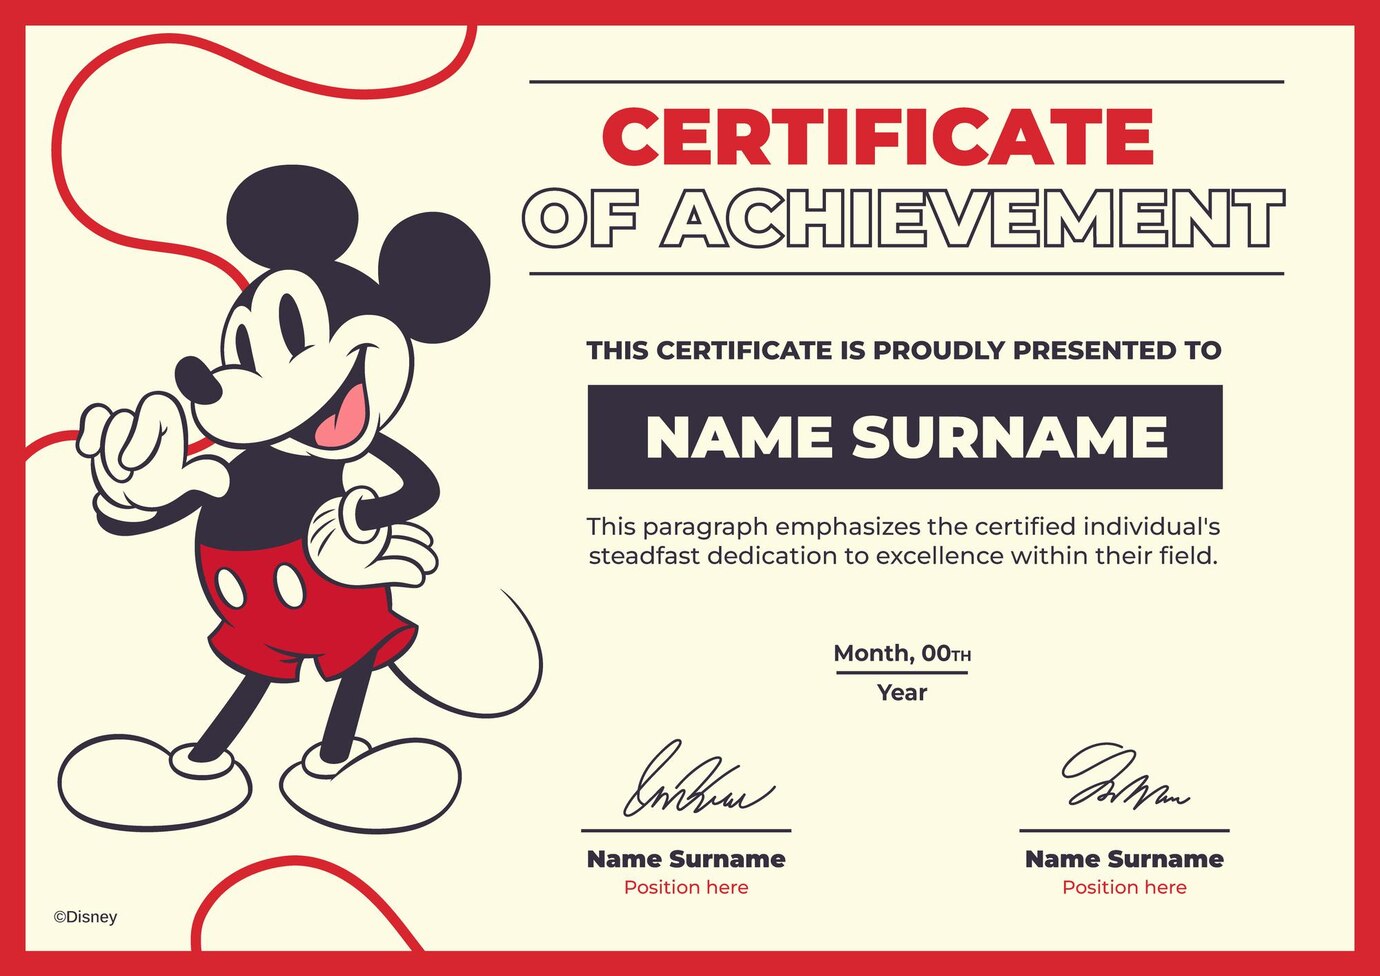 CERTIFICATE
OF ACHIEVEMENT
THIS CERTIFICATE IS PROUDLY PRESENTED TO
NAME SURNAME
This paragraph emphasizes the certified individual's
steadfast dedication to excellence within their field.
Month, 00TH
Year
Name Surname
Position here
Name Surname
Position here
©Disney